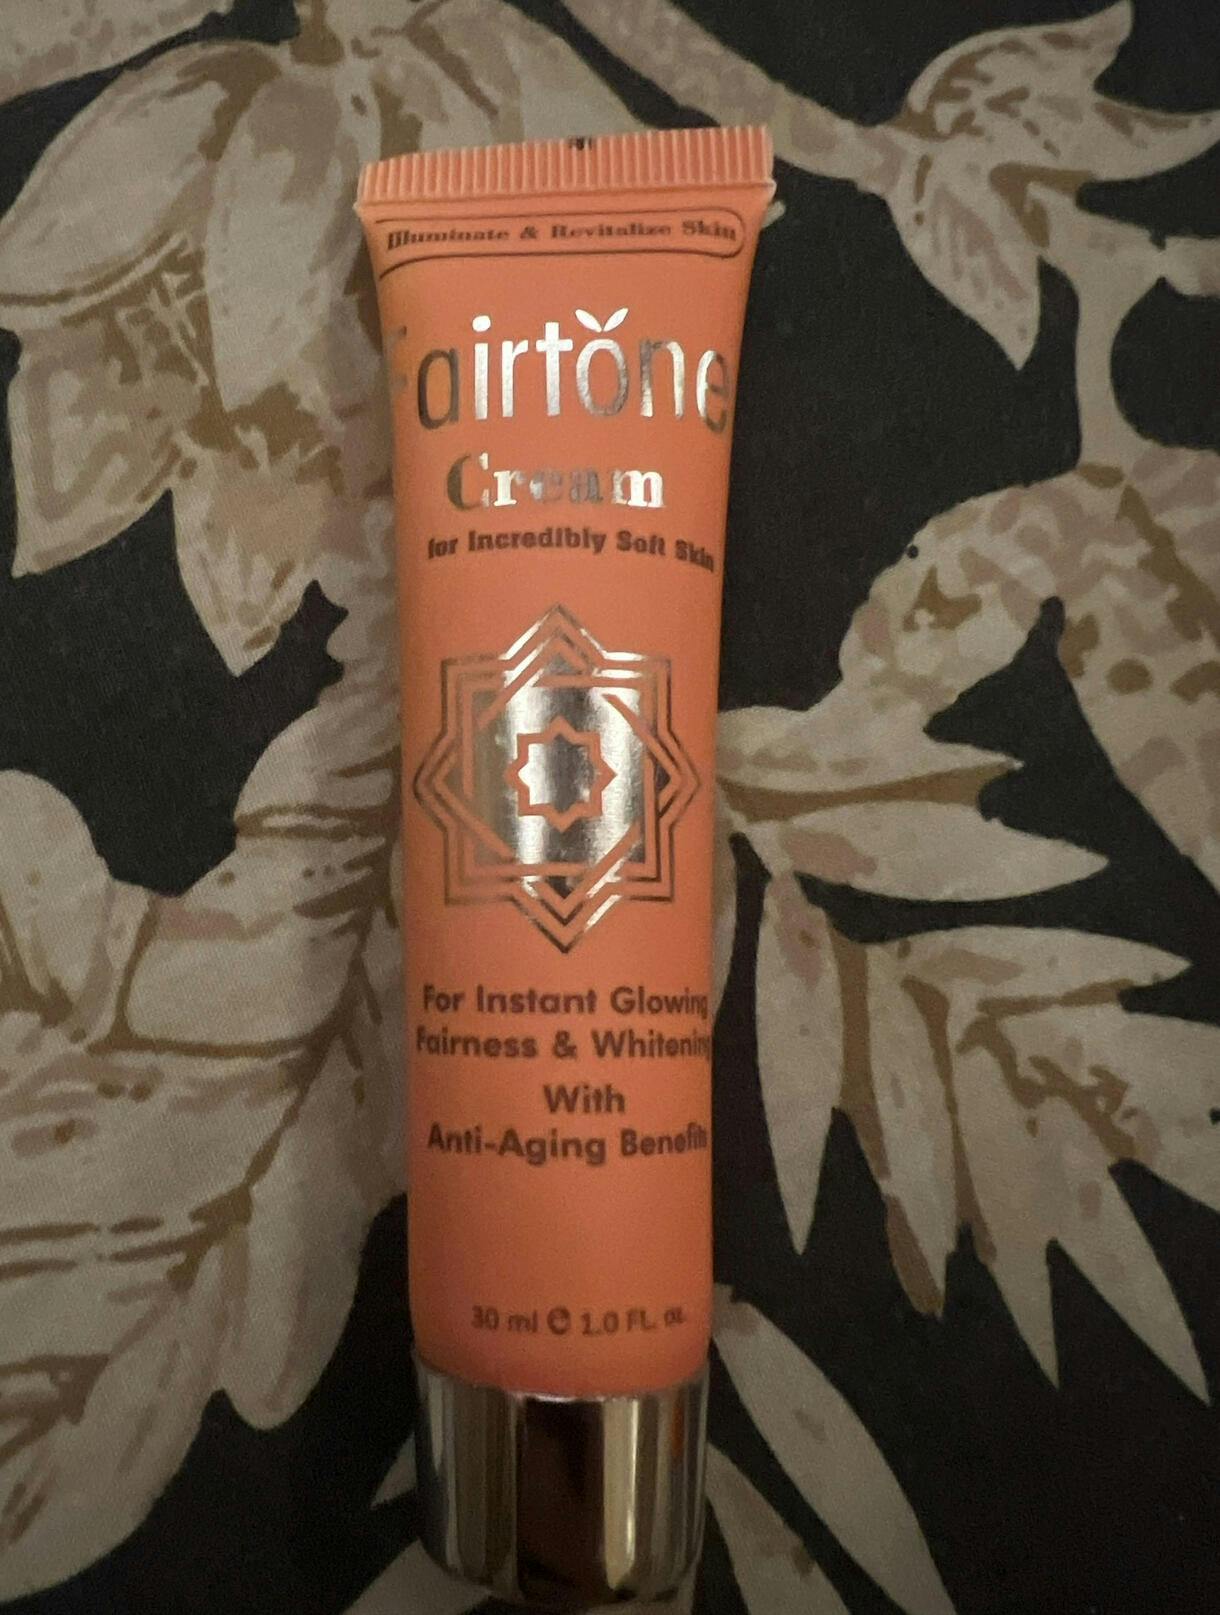 Illuminate & Revitalize Skin
Fairtone
Cream
for Incredibly Soft Skin
For Instant Glowing
Fairness & Whitening
With
Anti-Aging Benefits
30 ml e 1.0 FL. oz.